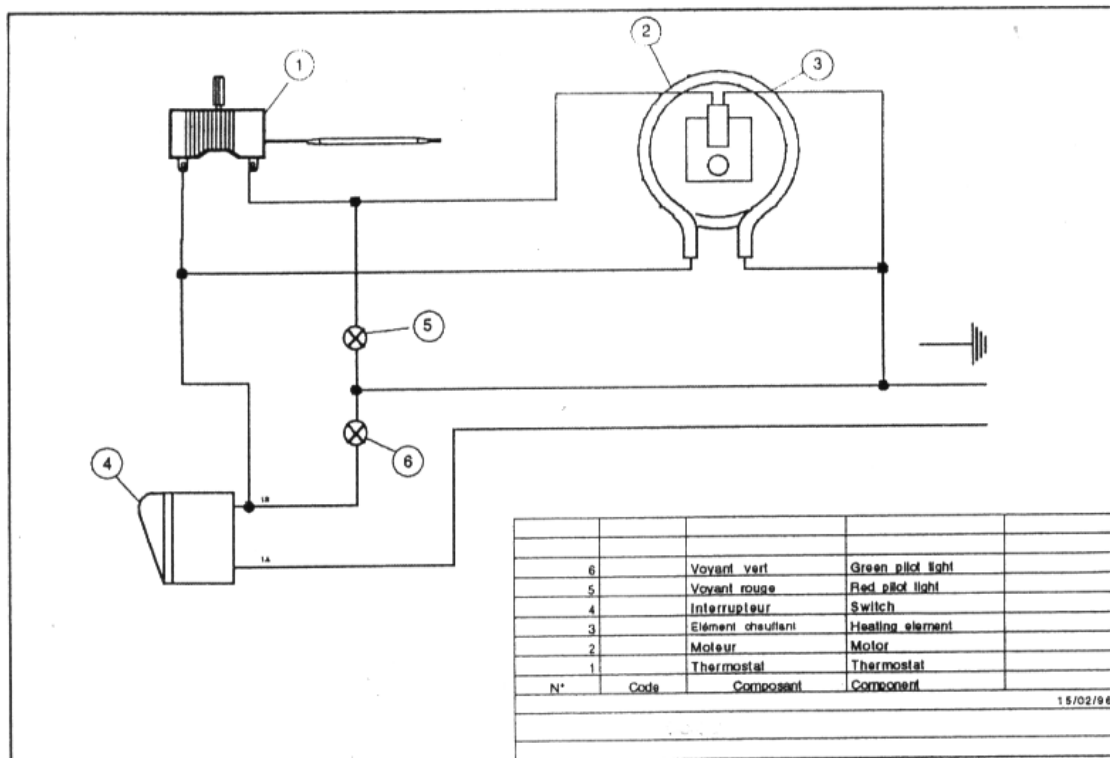 2
1
3
5
6
4
1B
1A
6 Voyant vert Green pilot light
5 Voyant rouge Red pilot light
4 Interrupteur Switch
3 Elément chauffant Heating element
2 Moteur Motor
1 Thermostat Thermostat
N° Code Composant Component
15/02/96